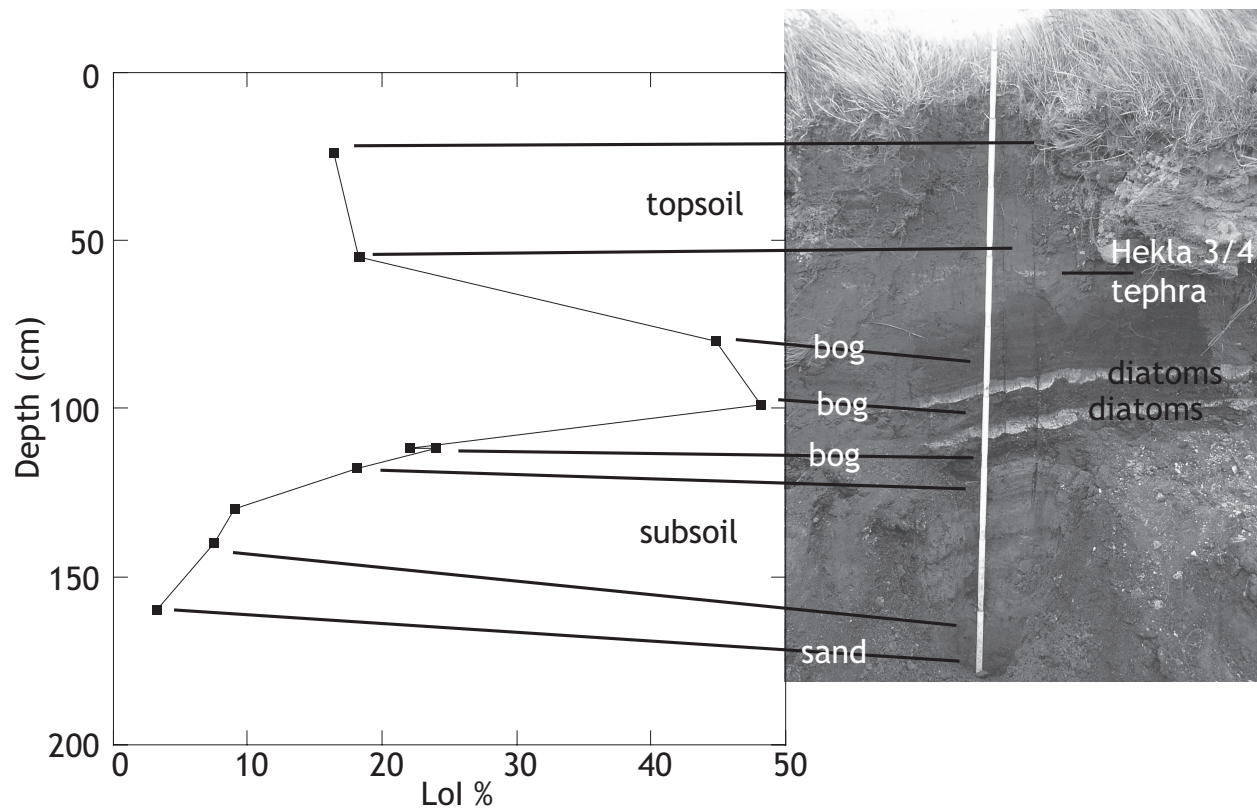 0
50
100
150
200
Depth (cm)
0
10
20
30
40
50
LoI %
topsoil
Hekla 3/4
tephra
bog
diatoms
bog
diatoms
bog
subsoil
sand